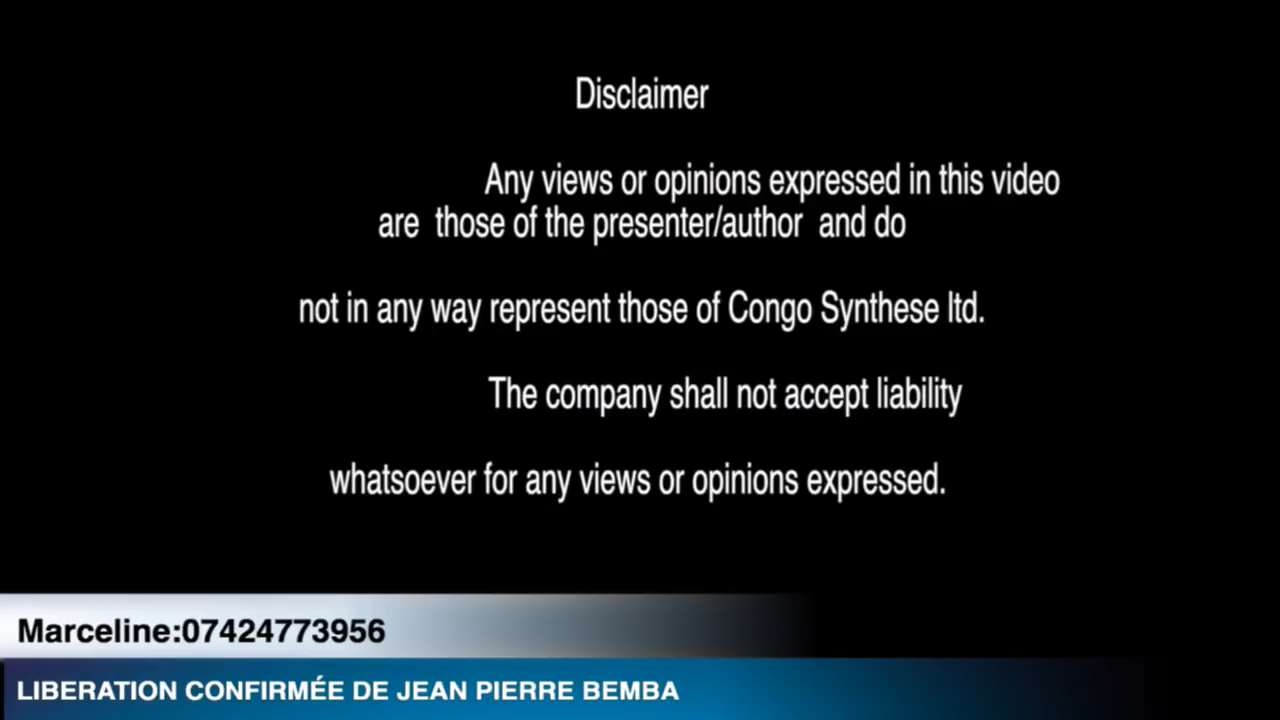 Disclaimer
Any views or opinions expressed in this video
are those of the presenter/author and do
not in any way represent those of Congo Synthese ltd.
The company shall not accept liability
whatsoever for any views or opinions expressed.
Marceline:07424773956
LIBERATION CONFIRMÉE DE JEAN PIERRE BEMBA